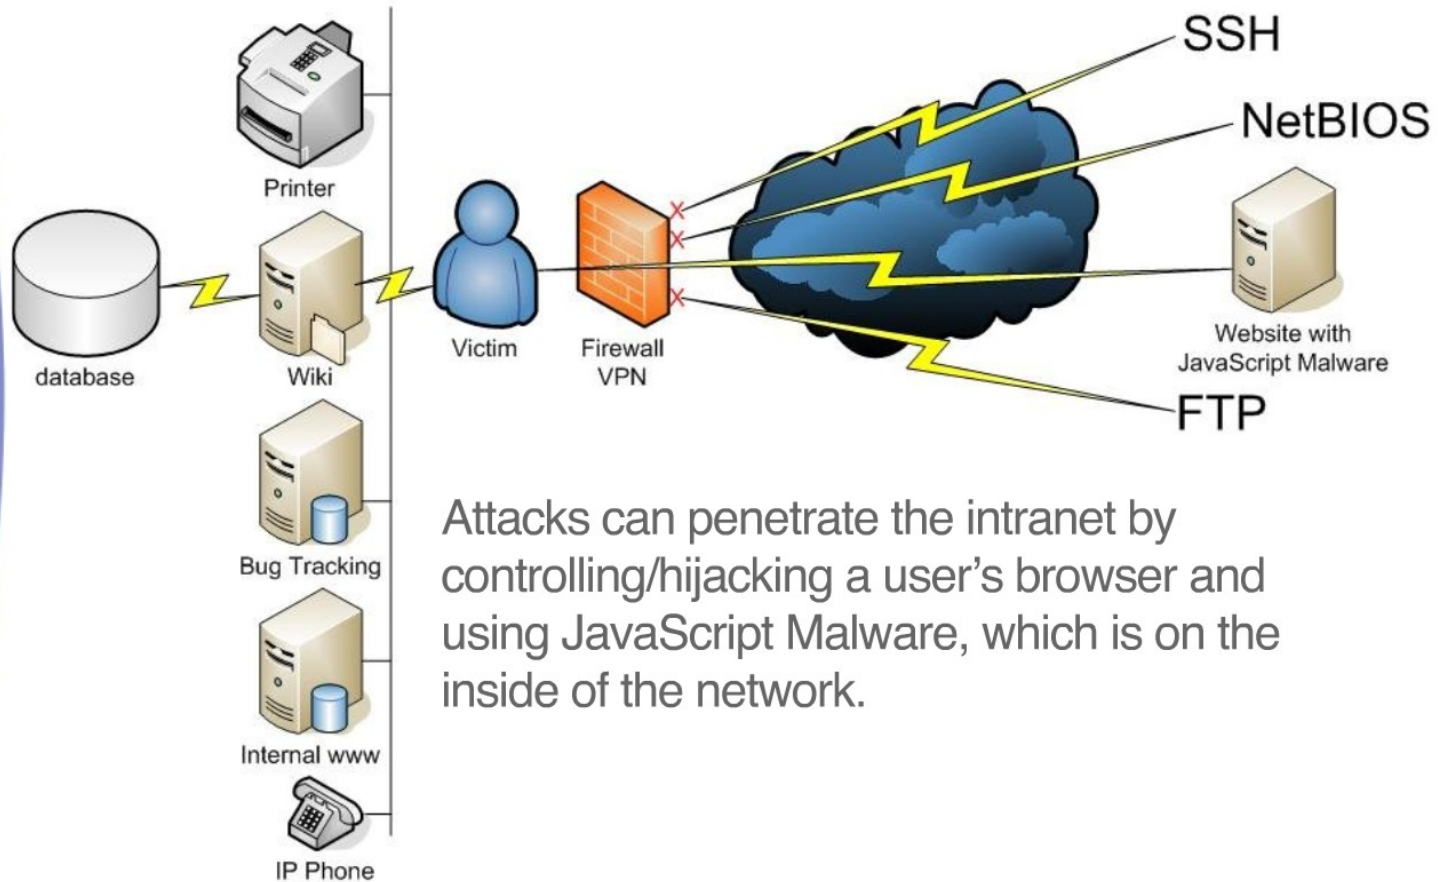 SSH
NetBIOS
Printer
database
Wiki
Victim
Firewall
VPN
Website with
JavaScript Malware
FTP
Bug Tracking
Attacks can penetrate the intranet by
controlling/hijacking a user's browser and
using JavaScript Malware, which is on the
inside of the network.
Internal www
IP Phone